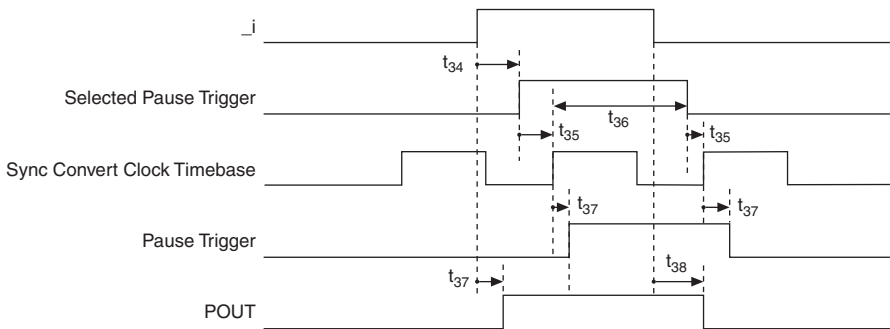 _i
t34
Selected Pause Trigger
t36
t35
t35
Sync Convert Clock Timebase
t37
t37
Pause Trigger
t37
t38
POUT